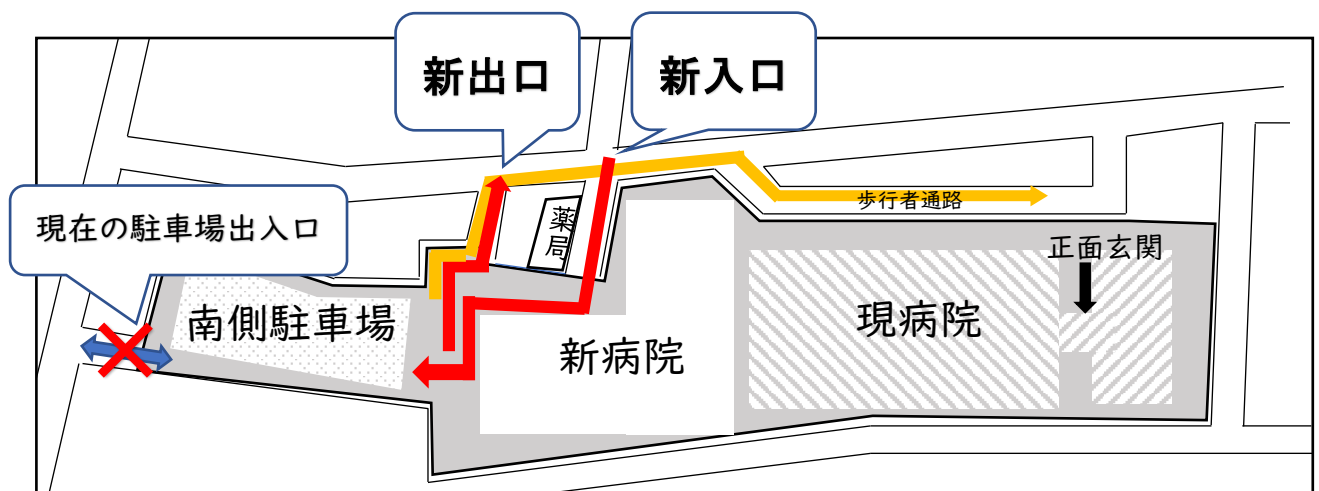 新出口
新入口
現在の駐車場出入口
薬局
歩行者通路
正面玄関
南側駐車場
新病院
現病院